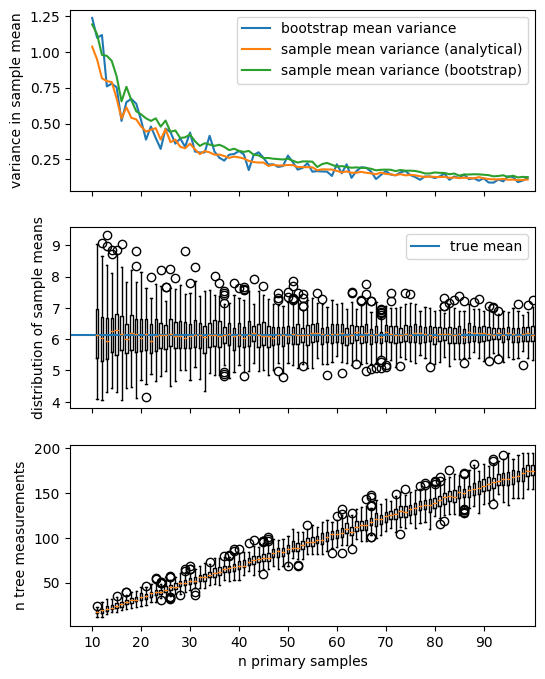 variance in sample mean
1.25
1.00
0.75
0.50
0.25
bootstrap mean variance
sample mean variance (analytical)
sample mean variance (bootstrap)
distribution of sample means
9
8
7
6
5
4
true mean
n tree measurements
200
150
100
50
10 20 30 40 50 60 70 80 90
n primary samples